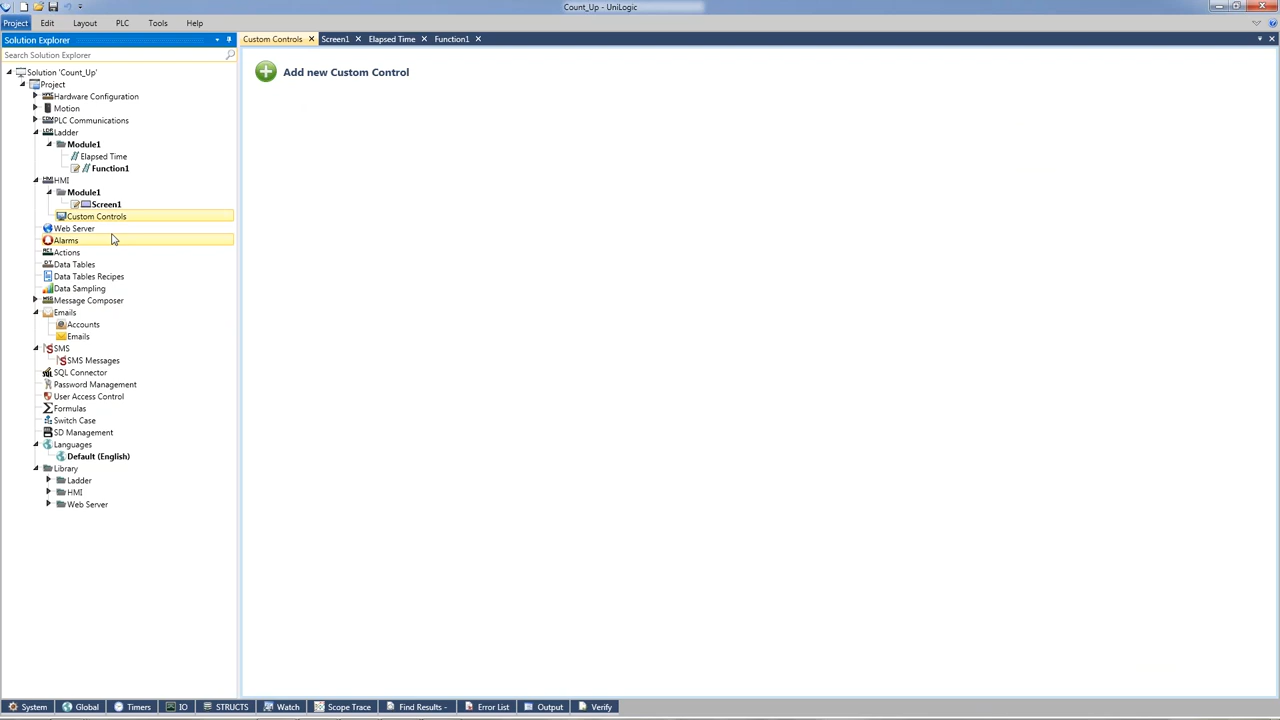 Count_Up - UniLogic
Project Edit Layout PLC Tools Help
Solution Explorer
Custom Controls Screen1 Elapsed Time Function1
Search Solution Explorer
Add new Custom Control
Solution 'Count_Up'
Project
Hardware Configuration
Motion
PLC Communications
Ladder
Module1
Elapsed Time
Function1
HMI
Module1
Screen1
Custom Controls
Web Server
Alarms
Actions
Data Tables
Data Tables Recipes
Data Sampling
Message Composer
Emails
Accounts
Emails
SMS
SMS Messages
SQL Connector
Password Management
User Access Control
Formulas
Switch Case
SD Management
Languages
Default (English)
Library
Ladder
HMI
Web Server
System Global Timers IO STRUCTS Watch Scope Trace Find Results - Error List Output Verify